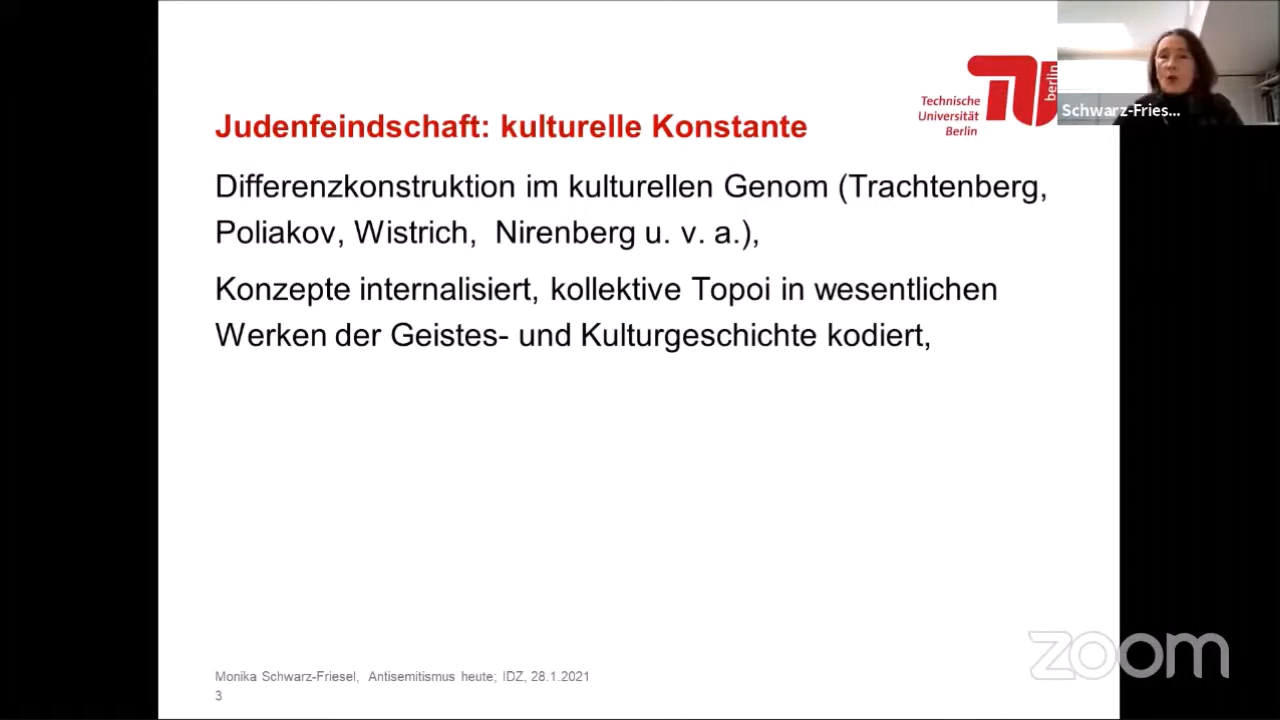 Technische
Universität
Berlin
berlin
Schwarz-Fries...
Judenfeindschaft: kulturelle Konstante
Differenzkonstruktion im kulturellen Genom (Trachtenberg,
Poliakov, Wistrich, Nirenberg u. v. a.),
Konzepte internalisiert, kollektive Topoi in wesentlichen
Werken der Geistes- und Kulturgeschichte kodiert,
Monika Schwarz-Friesel, Antisemitismus heute; IDZ, 28.1.2021
3
zoom